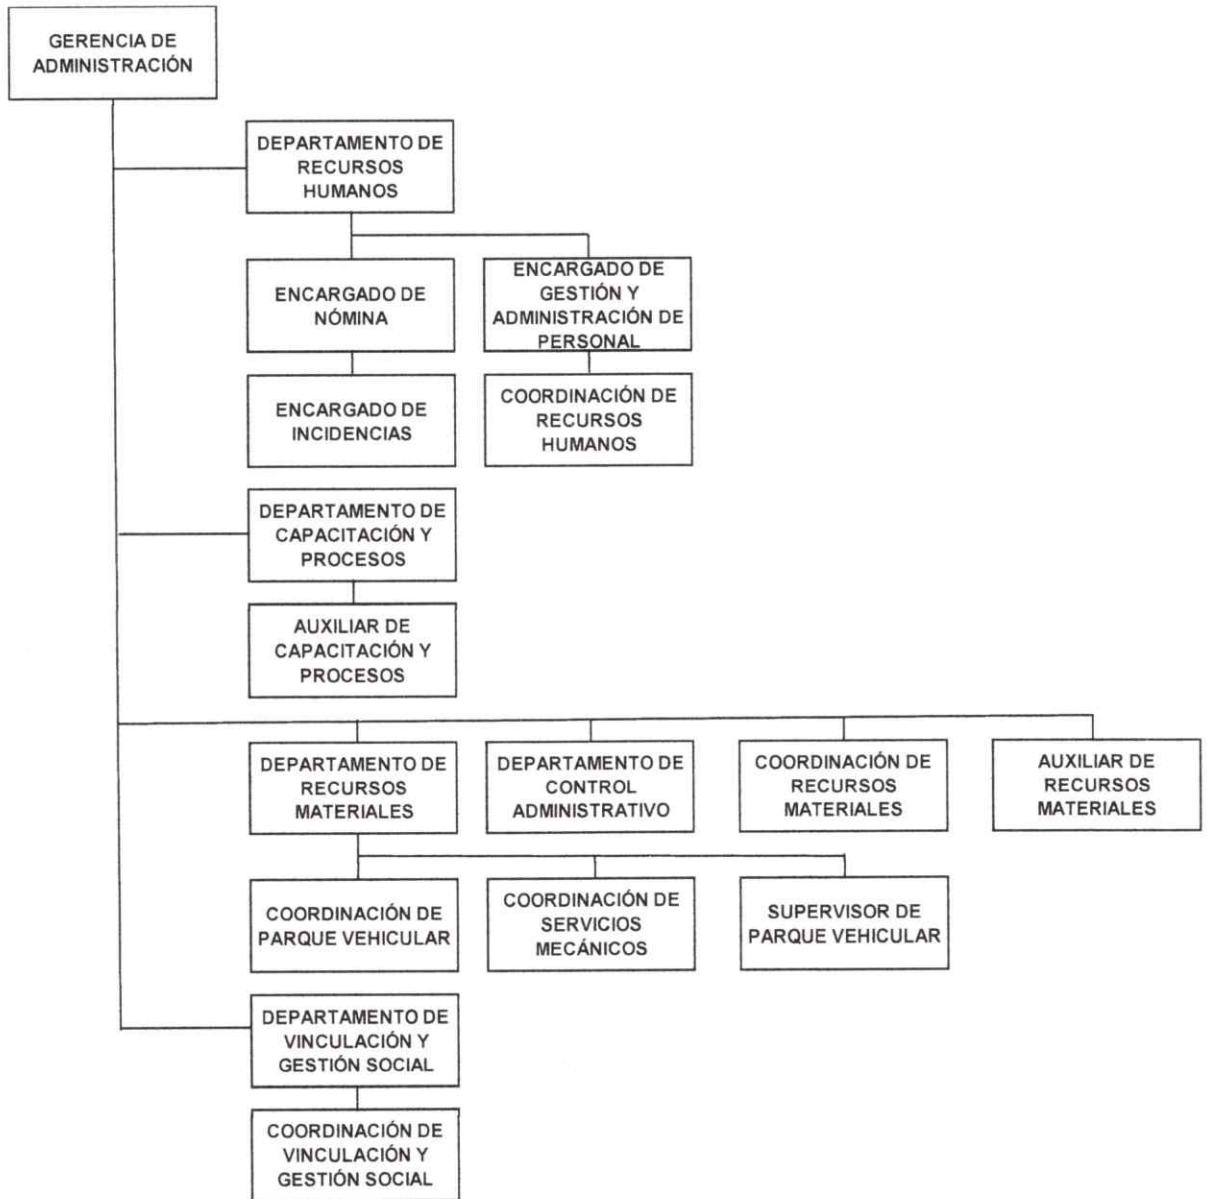 GERENCIA DE
ADMINISTRACIÓN
DEPARTAMENTO DE
RECURSOS
HUMANOS
ENCARGADO DE
NÓMINA
ENCARGADO DE
GESTIÓN Y
ADMINISTRACIÓN DE
PERSONAL
ENCARGADO DE
INCIDENCIAS
COORDINACIÓN DE
RECURSOS
HUMANOS
DEPARTAMENTO DE
CAPACITACIÓN Y
PROCESOS
AUXILIAR DE
CAPACITACIÓN Y
PROCESOS
DEPARTAMENTO DE
RECURSOS
MATERIALES
DEPARTAMENTO DE
CONTROL
ADMINISTRATIVO
COORDINACIÓN DE
RECURSOS
MATERIALES
AUXILIAR DE
RECURSOS
MATERIALES
COORDINACIÓN DE
PARQUE VEHICULAR
COORDINACIÓN DE
SERVICIOS
MECÁNICOS
SUPERVISOR DE
PARQUE VEHICULAR
DEPARTAMENTO DE
VINCULACIÓN Y
GESTIÓN SOCIAL
COORDINACIÓN DE
VINCULACIÓN Y
GESTIÓN SOCIAL